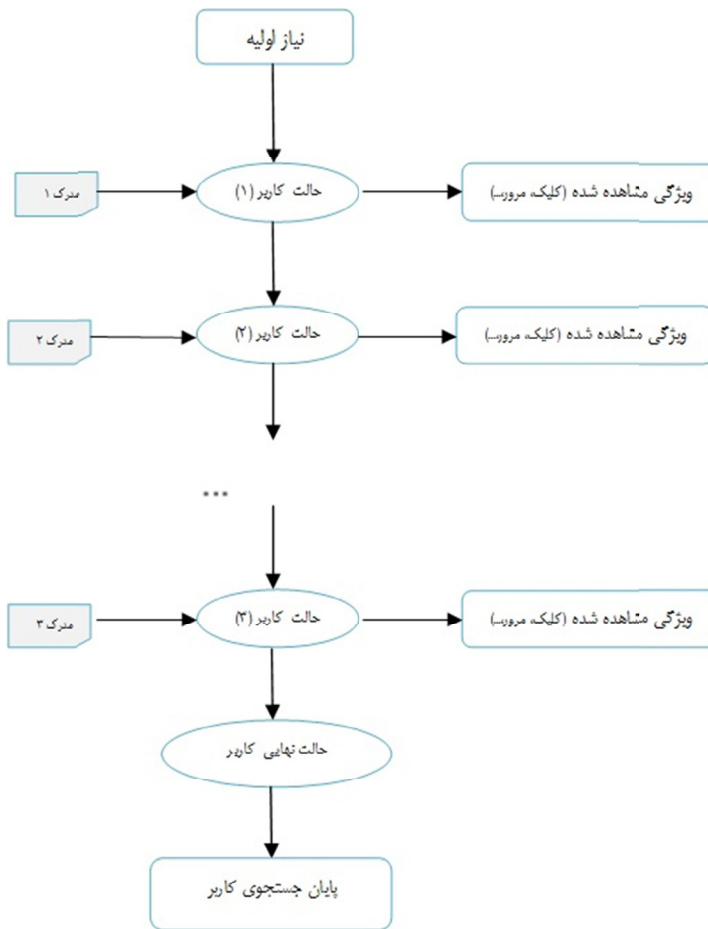 نیاز اولیه
مدرک ۱
حالت کاربر (۱)
ویژگی مشاهده شده (کلیک، مرور،...)
مدرک ۲
حالت کاربر (۲)
ویژگی مشاهده شده (کلیک، مرور،...)
...
مدرک ۳
حالت کاربر (۳)
ویژگی مشاهده شده (کلیک، مرور،...)
حالت نهایی کاربر
پایان جستجوی کاربر